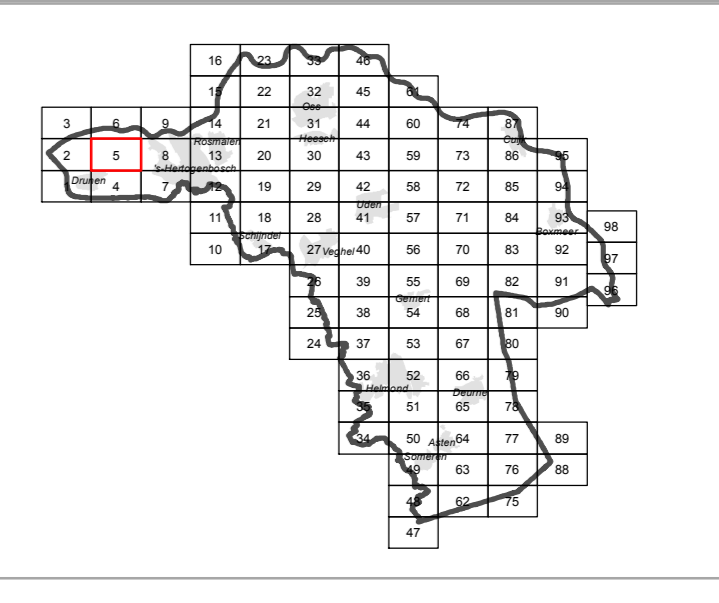 16 23 33 46
15 22 32 45 61
Oss
3 6 9 14 21 31 44 60 74 87
Rosmalen Heesch Cuijk
2 5 8 13 20 30 43 59 73 86 95
's-Hertogenbosch
Drunen
1 4 7 12 19 29 42 58 72 85 94
Uden
11 18 28 41 57 71 84 93 98
Schijndel Boxmeer
10 17 27 Veghel 40 56 70 83 92 97
26 39 55 69 82 91 96
Gemert
25 38 54 68 81 90
24 37 53 67 80
36 52 66 79
Helmond Deurne
35 51 65 78
34 50 Asten 64 77 89
Someren
49 63 76 88
48 62 75
47